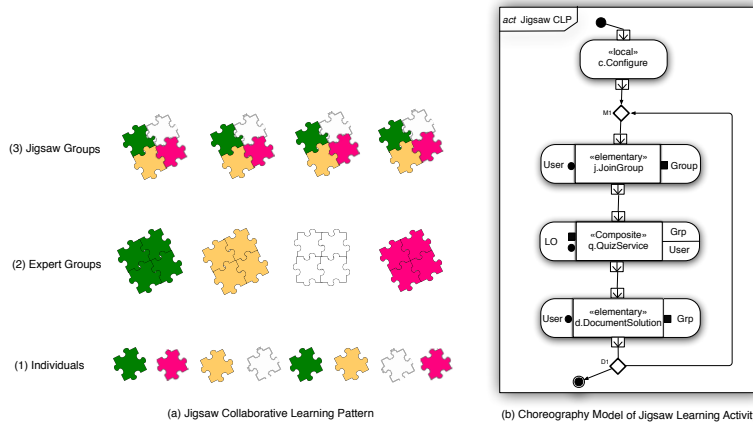 (3) Jigsaw Groups
(2) Expert Groups
(1) Individuals
(a) Jigsaw Collaborative Learning Pattern
act Jigsaw CLP
«local»
c.Configure
M1
User
«elementary»
j.JoinGroup
Group
LO
«Composite»
q.QuizService
Grp
User
User
«elementary»
d.DocumentSolution
Grp
D1
(b) Choreography Model of Jigsaw Learning Activit